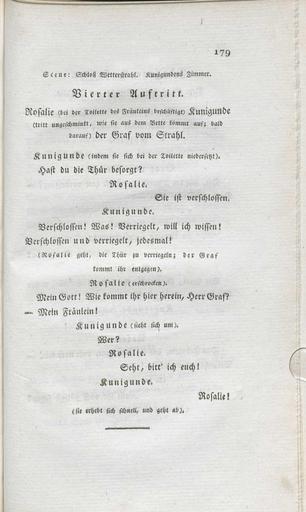 179
Scene: Schloß Wetterstrahl. Kunigundens Zimmer.
Vierter Auftritt.
Rosalie (bei der Toilette des Fräuleins beschäftigt) Kunigunde
(tritt ungeschminkt, wie sie aus dem Bette kommt auf; bald
darauf) der Graf vom Strahl.
Kunigunde (indem sie sich bei der Toilette niedersetzt).
Hast du die Thür besorgt?
Rosalie.
Sie ist verschlossen.
Kunigunde.
Verschlossen! Was! Verriegelt, will ich wissen!
Verschlossen und verriegelt, jedesmal!
(Rosalie geht, die Thür zu verriegeln; der Graf
kommt ihr entgegen).
Rosalie (erschrocken).
Mein Gott! Wie kommt ihr hier herein, Herr Graf?
— Mein Fräulein!
Kunigunde (sieht sich um).
Wer?
Rosalie.
Seht, bitt' ich euch!
Kunigunde.
Rosalie!
(sie erhebt sich schnell, und geht ab),